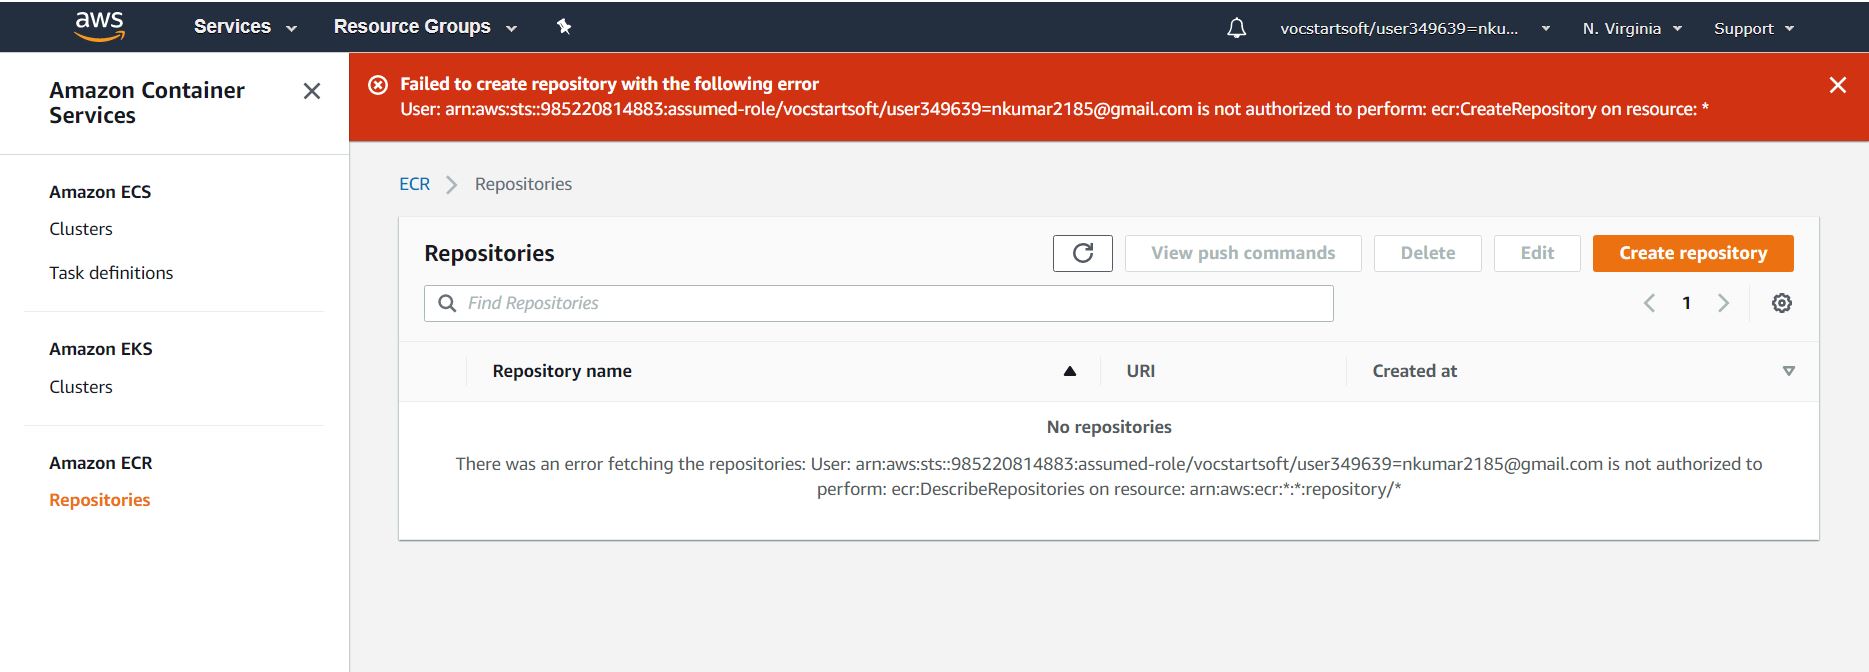 aws
Services
Resource Groups
vocstartsoft/user349639=nku...
N. Virginia
Support
Amazon Container
Services
Amazon ECS
Clusters
Task definitions
Amazon EKS
Clusters
Amazon ECR
Repositories
Failed to create repository with the following error
User: arn:aws:sts::985220814883:assumed-role/vocstartsoft/user349639=nkumar2185@gmail.com is not authorized to perform: ecr:CreateRepository on resource: *
ECR
Repositories
Repositories
View push commands
Delete
Edit
Create repository
Find Repositories
1
Repository name
URI
Created at
No repositories
There was an error fetching the repositories: User: arn:aws:sts::985220814883:assumed-role/vocstartsoft/user349639=nkumar2185@gmail.com is not authorized to
perform: ecr:DescribeRepositories on resource: arn:aws:ecr:*:*:repository/*